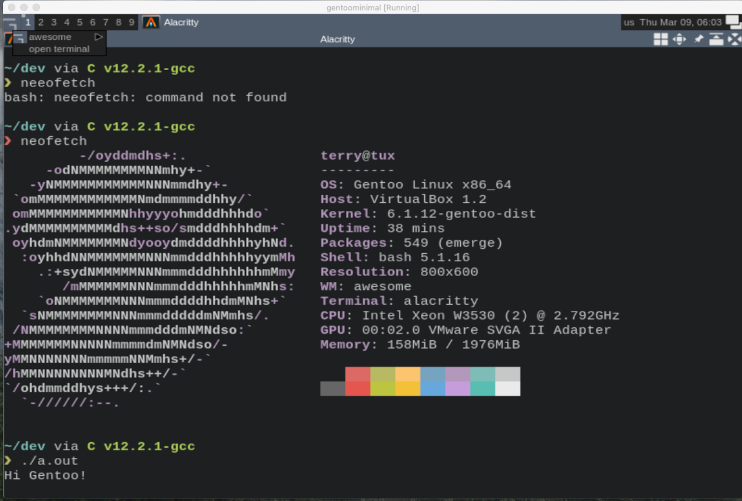 gentoominimal [Running]
1 2 3 4 5 6 7 8 9 Alacritty us Thu Mar 09, 06:03
awesome
open terminal
Alacritty
~/dev via C v12.2.1-gcc
❯ neeofetch
bash: neeofetch: command not found
~/dev via C v12.2.1-gcc
❯ neofetch
-/oyddmdhs+:. terry@tux
-odNMMMMMMMMNNmhy+-` ---------
-yNMMMMMMMMMMMNNNmmdhy+- OS: Gentoo Linux x86_64
`omMMMMMMMMMMMMNmdmmmmddhhy/` Host: VirtualBox 1.2
omMMMMMMMMMMMNhhyyyohmdddhhhdo` Kernel: 6.1.12-gentoo-dist
.ydMMMMMMMMMMdhs++so/smdddhhhhdm+` Uptime: 38 mins
oyhdmNMMMMMMMNdyooydmddddhhhhyhNd. Packages: 549 (emerge)
:oyhhdNNMMMMMMMNNNmmdddhhhhhyymMh Shell: bash 5.1.16
.:+sydNMMMMMNNNmmmdddhhhhhhmMmy Resolution: 800x600
/mMMMMMMNNNmmmdddhhhhhmMNhs: WM: awesome
`oNMMMMMMMNNNmmmddddhhdmMNhs+` Terminal: alacritty
`sNMMMMMMMMNNNmmmdddddmNMmhs/. CPU: Intel Xeon W3530 (2) @ 2.792GHz
/NMMMMMMMMNNNNmmmdddmNMNdso:` GPU: 00:02.0 VMware SVGA II Adapter
+MMMMMMMNNNNNmmmmdmNMNdso/- Memory: 158MiB / 1976MiB
yMMNNNNNNNmmmmmNNMmhs+/-`
/hMMNNNNNNNNMNdhs++/-`
`/ohdmmddhys+++/:.`
`-//////:--.
~/dev via C v12.2.1-gcc
❯ ./a.out
Hi Gentoo!